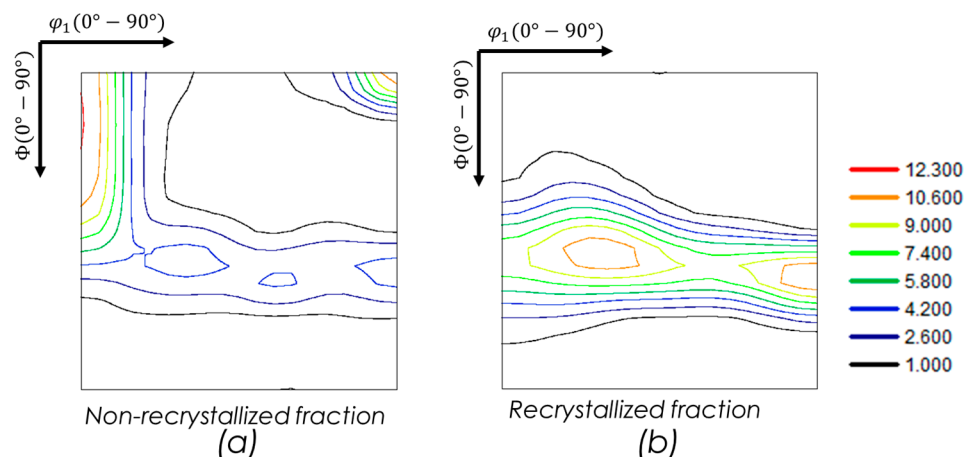 φ₁(0° − 90°)
Φ(0° − 90°)
φ₁(0° − 90°)
Φ(0° − 90°)
12.300
10.600
9.000
7.400
5.800
4.200
2.600
1.000
Non-recrystallized fraction
(a)
Recrystallized fraction
(b)